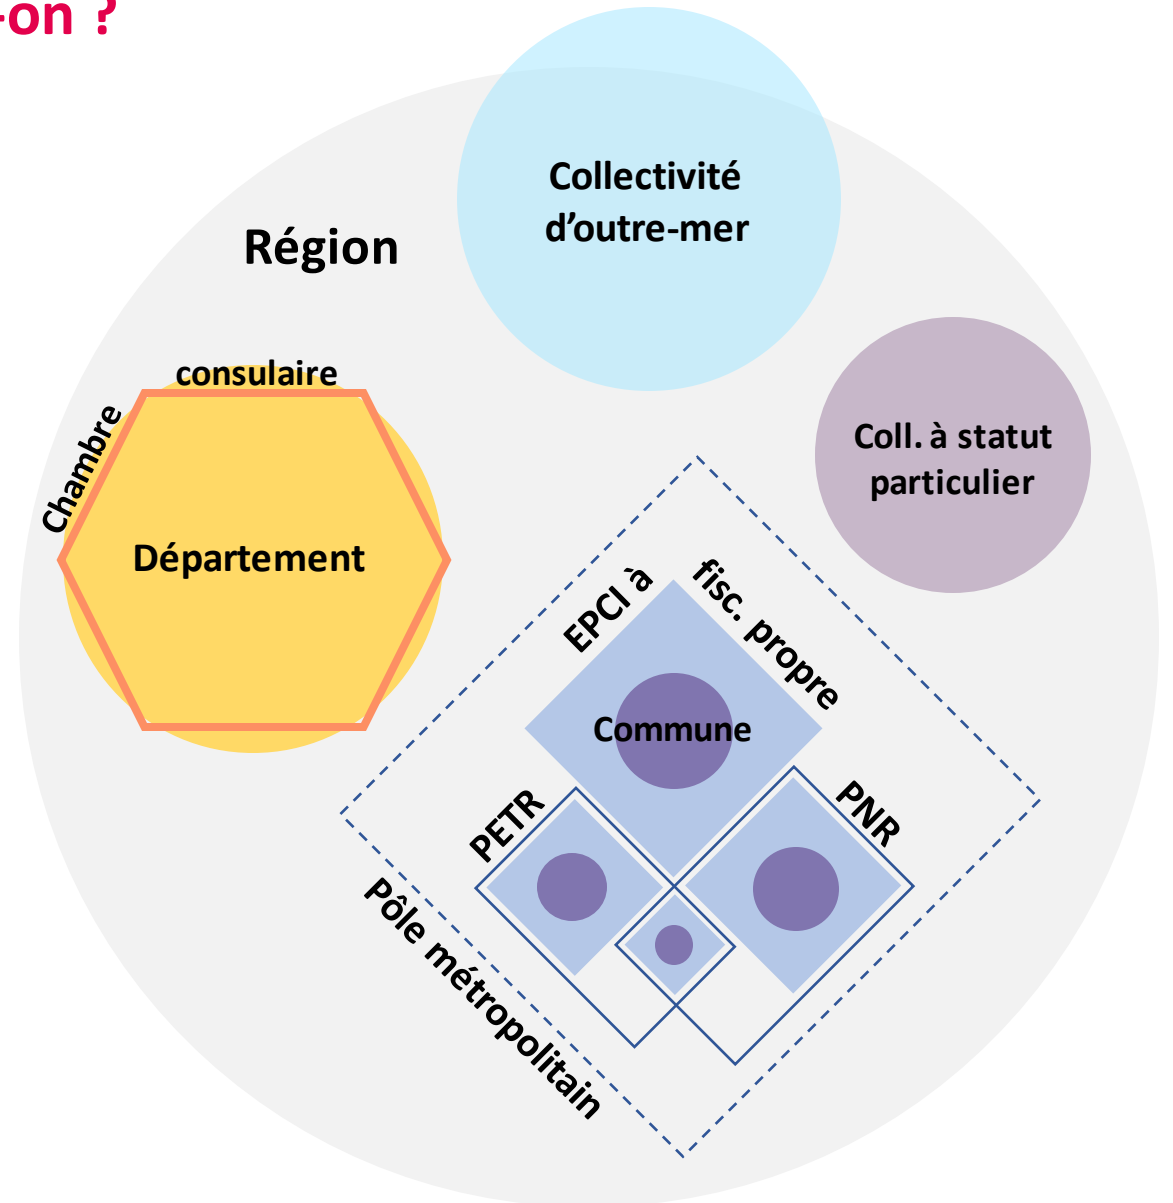 -on ?
Collectivité
d’outre-mer
Région
consulaire
Chambre
Coll. à statut
particulier
Département
EPCI à
fisc. propre
Commune
PETR
PNR
Pôle métropolitain